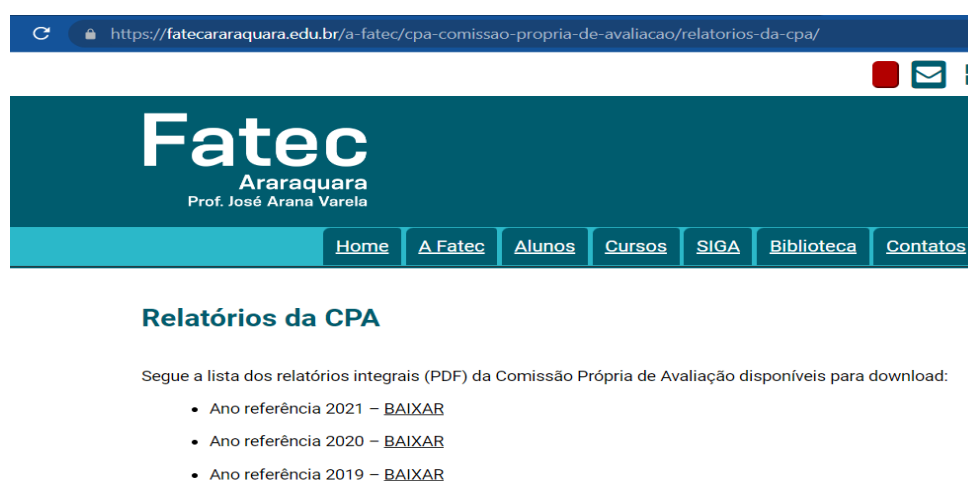 https://fatecararaquara.edu.br/a-fatec/cpa-comissao-propria-de-avaliacao/relatorios-da-cpa/
Fatec
Araraquara
Prof. José Arana Varela
Home A Fatec Alunos Cursos SIGA Biblioteca Contatos
Relatórios da CPA
Segue a lista dos relatórios integrais (PDF) da Comissão Própria de Avaliação disponíveis para download:
• Ano referência 2021 – BAIXAR
• Ano referência 2020 – BAIXAR
• Ano referência 2019 – BAIXAR